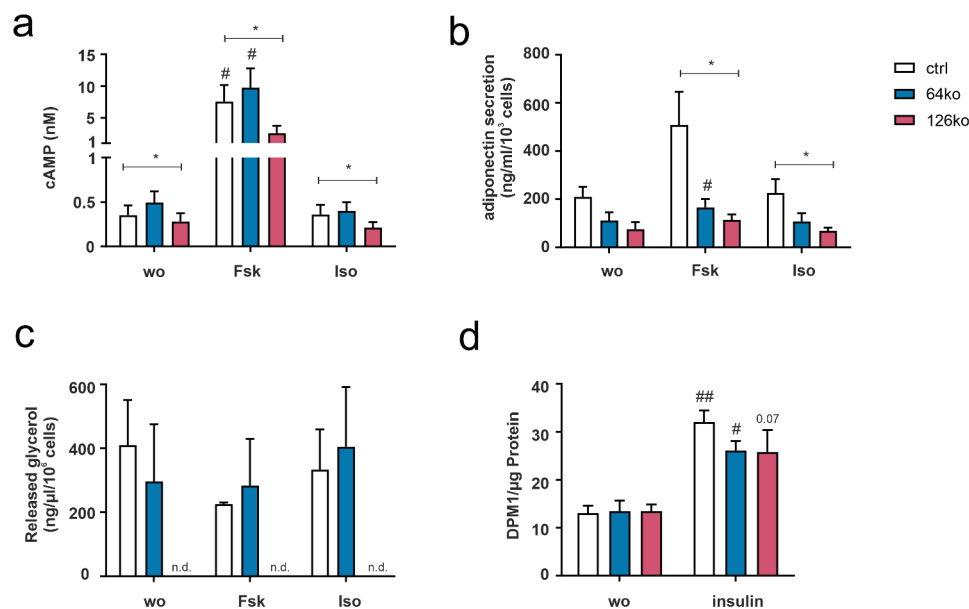 a
cAMP (nM)
15
10
5
1
1
0.5
0
*
#
#
*
*
wo
Fsk
Iso
b
adiponectin secretion
(ng/ml/10³ cells)
800
600
400
200
0
*
#
*
wo
Fsk
Iso
ctrl
64ko
126ko
c
Released glycerol
(ng/µl/10⁶ cells)
600
400
200
0
n.d.
n.d.
n.d.
wo
Fsk
Iso
d
DPM1/µg Protein
40
30
20
10
0
##
#
0.07
wo
insulin